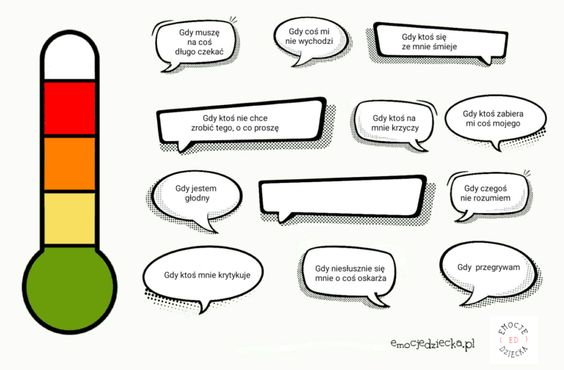 Gdy muszę
na coś
długo czekać
Gdy coś mi
nie wychodzi
Gdy ktoś się
ze mnie śmieje
Gdy ktoś nie chce
zrobić tego, o co proszę
Gdy ktoś na
mnie krzyczy
Gdy ktoś zabiera
mi coś mojego
Gdy jestem
głodny
Gdy czegoś
nie rozumiem
Gdy ktoś mnie krytykuje
Gdy niesłusznie się
mnie o coś oskarża
Gdy przegrywam
emocjedziecka.pl
EMOCJE
ED
DZIECKA